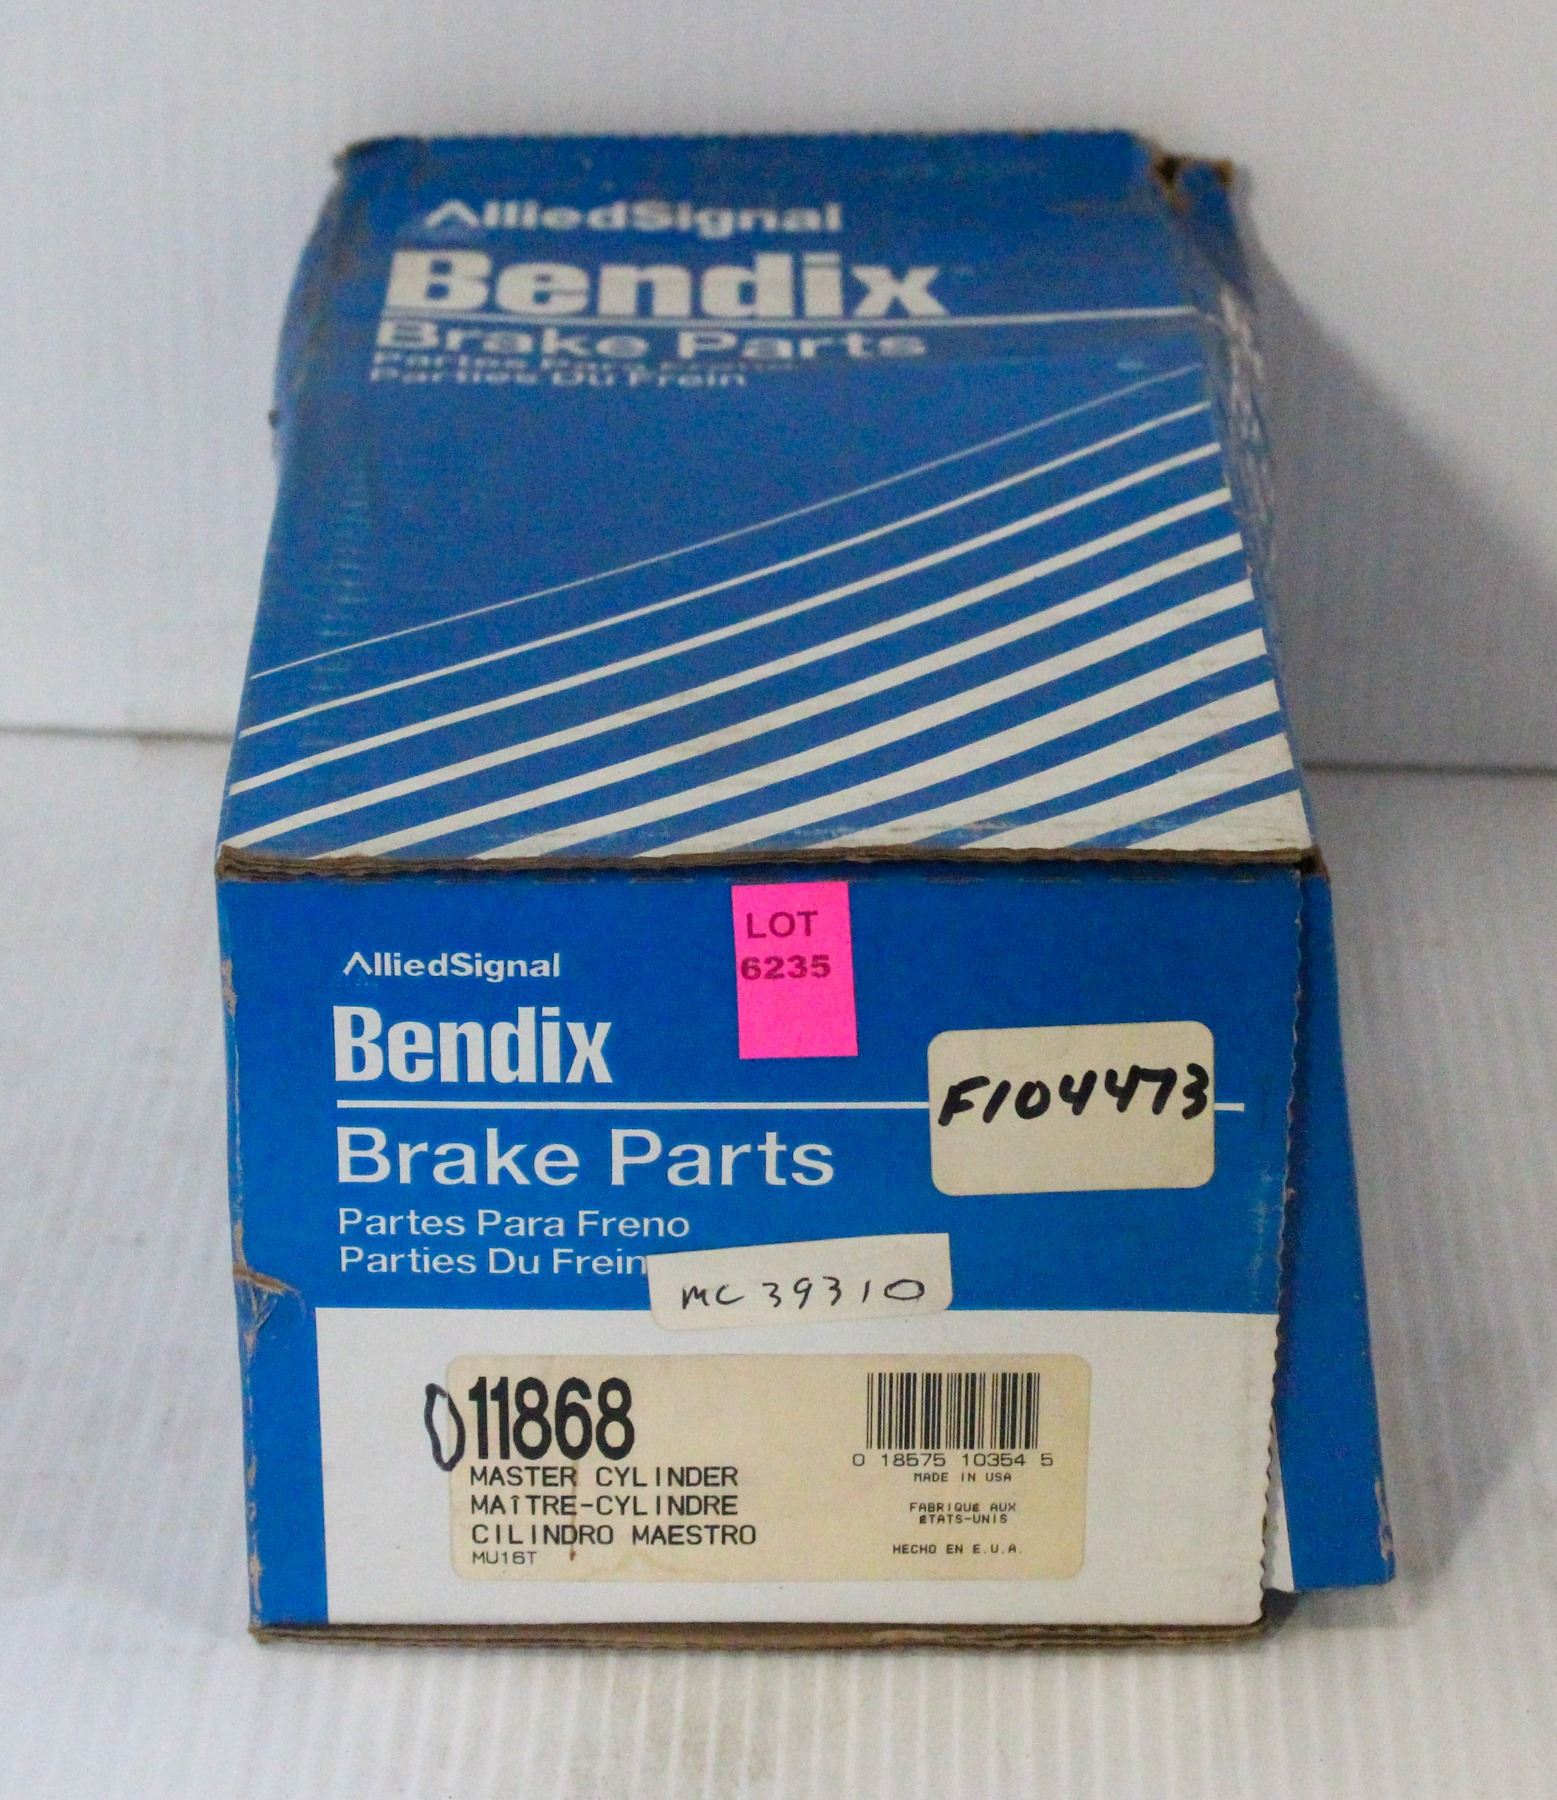 AlliedSignal
Bendix
Brake Parts
Partes Para Freno
Parties Du Frein
LOT
6235
AlliedSignal
Bendix
F104473
Brake Parts
Partes Para Freno
Parties Du Frein
MC 39310
011868
MASTER CYLINDER
MAÎTRE-CYLINDRE
CILINDRO MAESTRO
MU16T
0 18575 10354 5
MADE IN USA
FABRIQUE AUX
ÉTATS-UNIS
HECHO EN E.U.A.